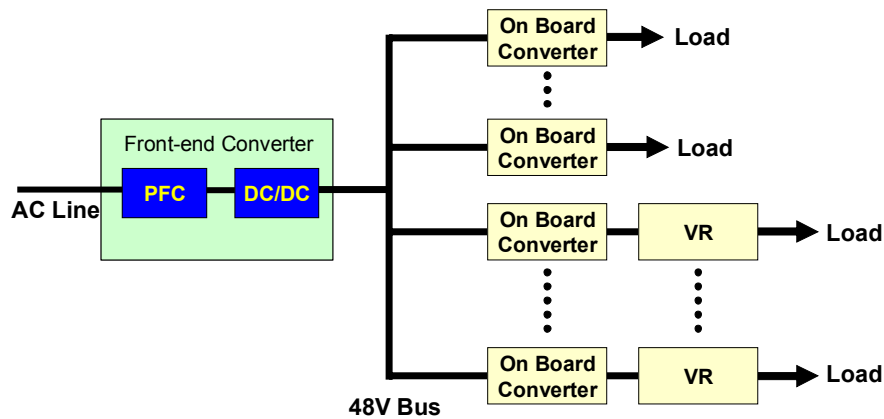 On Board
Converter
Load
Front-end Converter
On Board
Converter
Load
PFC
DC/DC
AC Line
On Board
Converter
VR
Load
On Board
Converter
VR
Load
48V Bus